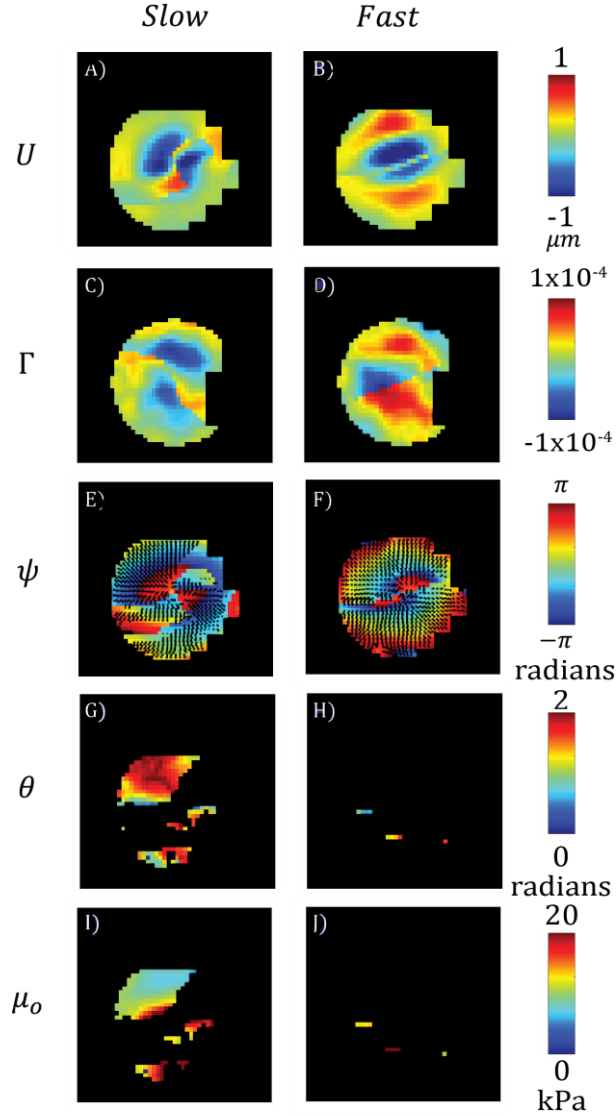 Slow Fast
A) B) 1
U
-1
μm
C) D) 1x10⁻⁴
Γ
-1x10⁻⁴
E) F) π
ψ
−π
radians
G) H) 2
θ
0
radians
I) J) 20
μₒ
0
kPa